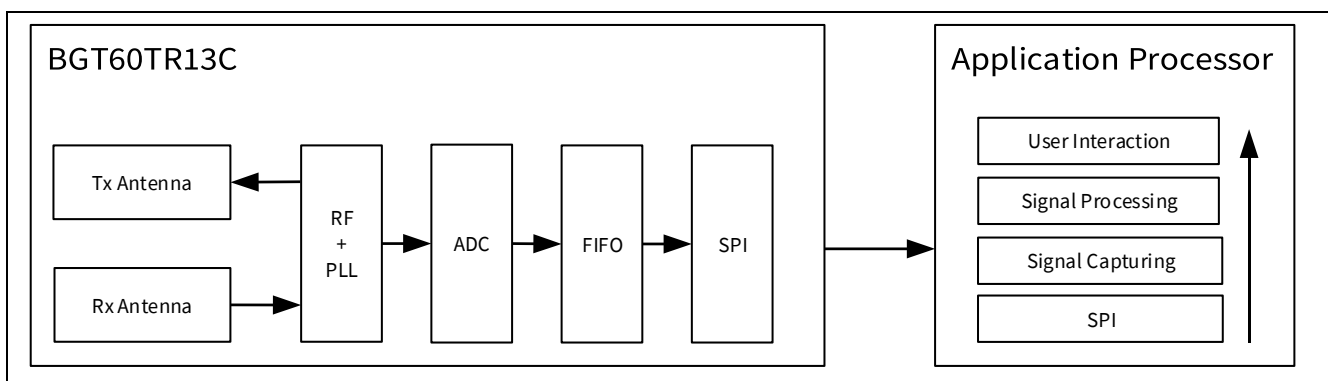 BGT60TR13C
Tx Antenna
Rx Antenna
RF
+
PLL
ADC
FIFO
SPI
Application Processor
User Interaction
Signal Processing
Signal Capturing
SPI